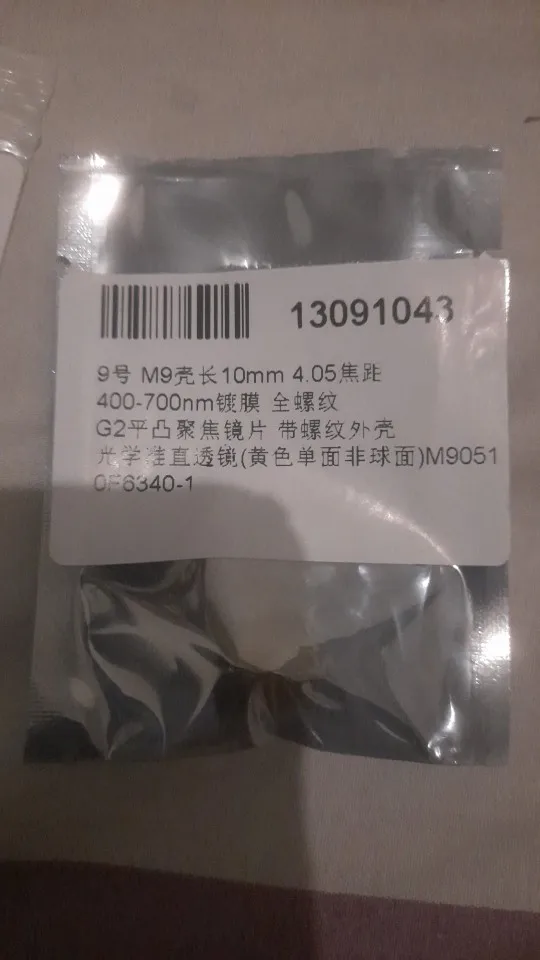 13091043
9号 M9壳长10mm 4.05焦距
400-700nm镀膜 全螺纹
G2平凸聚焦镜片 带螺纹外壳
光学准直透镜(黄色单面非球面)M9051
0F6340-1